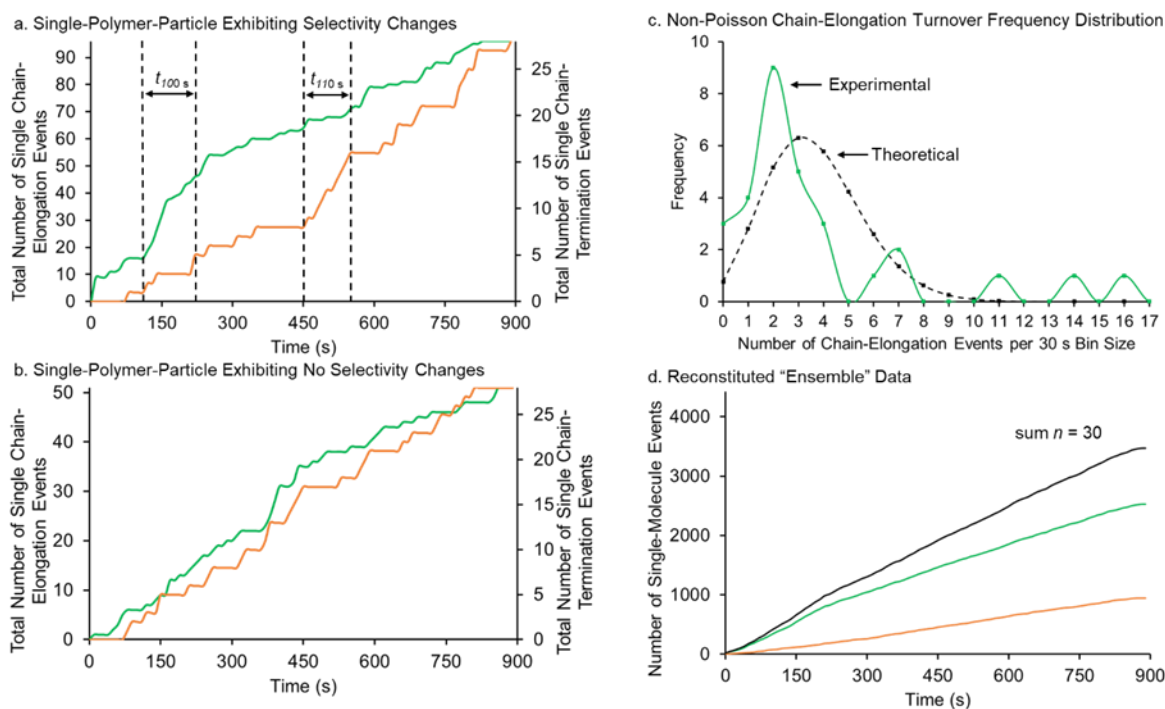 a. Single-Polymer-Particle Exhibiting Selectivity Changes
Total Number of Single Chain-
Elongation Events
90
80
70
60
50
40
30
20
10
0
t100 s
t110 s
25
20
15
10
5
0
Total Number of Single Chain-
Termination Events
0 150 300 450 600 750 900
Time (s)
b. Single-Polymer-Particle Exhibiting No Selectivity Changes
Total Number of Single Chain-
Elongation Events
50
40
30
20
10
0
25
20
15
10
5
0
Total Number of Single Chain-
Termination Events
0 150 300 450 600 750 900
Time (s)
c. Non-Poisson Chain-Elongation Turnover Frequency Distribution
Frequency
10
8
6
4
2
0
Experimental
Theoretical
0 1 2 3 4 5 6 7 8 9 10 11 12 13 14 15 16 17
Number of Chain-Elongation Events per 30 s Bin Size
d. Reconstituted “Ensemble” Data
Number of Single-Molecule Events
4000
3000
2000
1000
0
sum n = 30
0 150 300 450 600 750 900
Time (s)